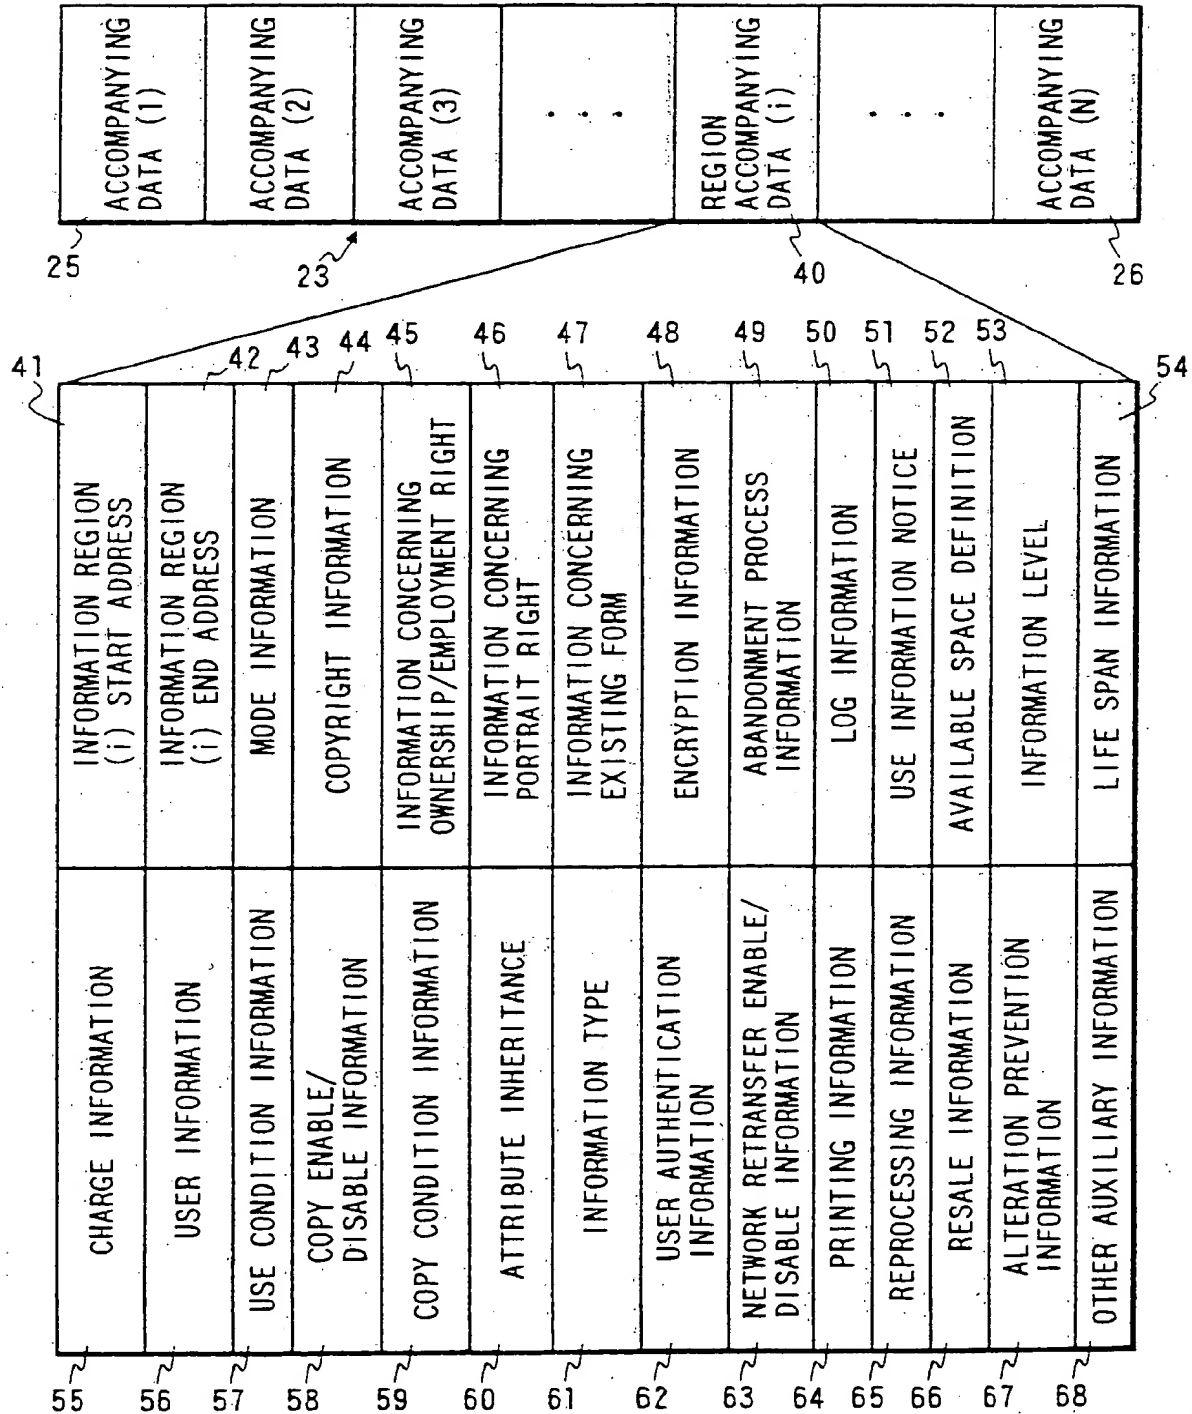 ACCOMPANYING
DATA (1)
ACCOMPANYING
DATA (2)
ACCOMPANYING
DATA (3)
. . .
REGION
ACCOMPANYING
DATA (i)
. . .
ACCOMPANYING
DATA (N)
25
23
40
26
41
42
43
44
45
46
47
48
49
50
51
52
53
54
INFORMATION REGION
(i) START ADDRESS
INFORMATION REGION
(i) END ADDRESS
MODE INFORMATION
COPYRIGHT INFORMATION
INFORMATION CONCERNING
OWNERSHIP/EMPLOYMENT RIGHT
INFORMATION CONCERNING
PORTRAIT RIGHT
INFORMATION CONCERNING
EXISTING FORM
ENCRYPTION INFORMATION
ABANDONMENT PROCESS
INFORMATION
LOG INFORMATION
USE INFORMATION NOTICE
AVAILABLE SPACE DEFINITION
INFORMATION LEVEL
LIFE SPAN INFORMATION
CHARGE INFORMATION
USER INFORMATION
USE CONDITION INFORMATION
COPY ENABLE/
DISABLE INFORMATION
COPY CONDITION INFORMATION
ATTRIBUTE INHERITANCE
INFORMATION TYPE
USER AUTHENTICATION
INFORMATION
NETWORK RETRANSFER ENABLE/
DISABLE INFORMATION
PRINTING INFORMATION
REPROCESSING INFORMATION
RESALE INFORMATION
ALTERATION PREVENTION
INFORMATION
OTHER AUXILIARY INFORMATION
55
56
57
58
59
60
61
62
63
64
65
66
67
68